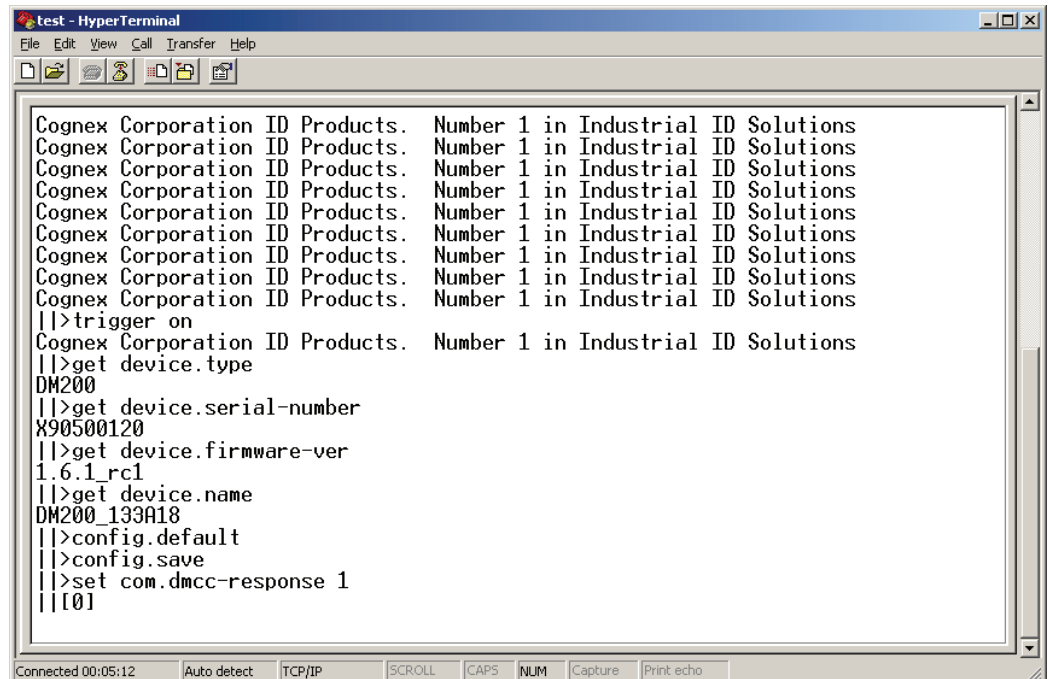 test - HyperTerminal
File Edit View Call Transfer Help
Cognex Corporation ID Products.  Number 1 in Industrial ID Solutions
Cognex Corporation ID Products.  Number 1 in Industrial ID Solutions
Cognex Corporation ID Products.  Number 1 in Industrial ID Solutions
Cognex Corporation ID Products.  Number 1 in Industrial ID Solutions
Cognex Corporation ID Products.  Number 1 in Industrial ID Solutions
Cognex Corporation ID Products.  Number 1 in Industrial ID Solutions
Cognex Corporation ID Products.  Number 1 in Industrial ID Solutions
Cognex Corporation ID Products.  Number 1 in Industrial ID Solutions
Cognex Corporation ID Products.  Number 1 in Industrial ID Solutions
||>trigger on
Cognex Corporation ID Products.  Number 1 in Industrial ID Solutions
||>get device.type
DM200
||>get device.serial-number
X90500120
||>get device.firmware-ver
1.6.1_rc1
||>get device.name
DM200_133A18
||>config.default
||>config.save
||>set com.dmcc-response 1
||[0]
Connected 00:05:12 Auto detect TCP/IP SCROLL CAPS NUM Capture Print echo